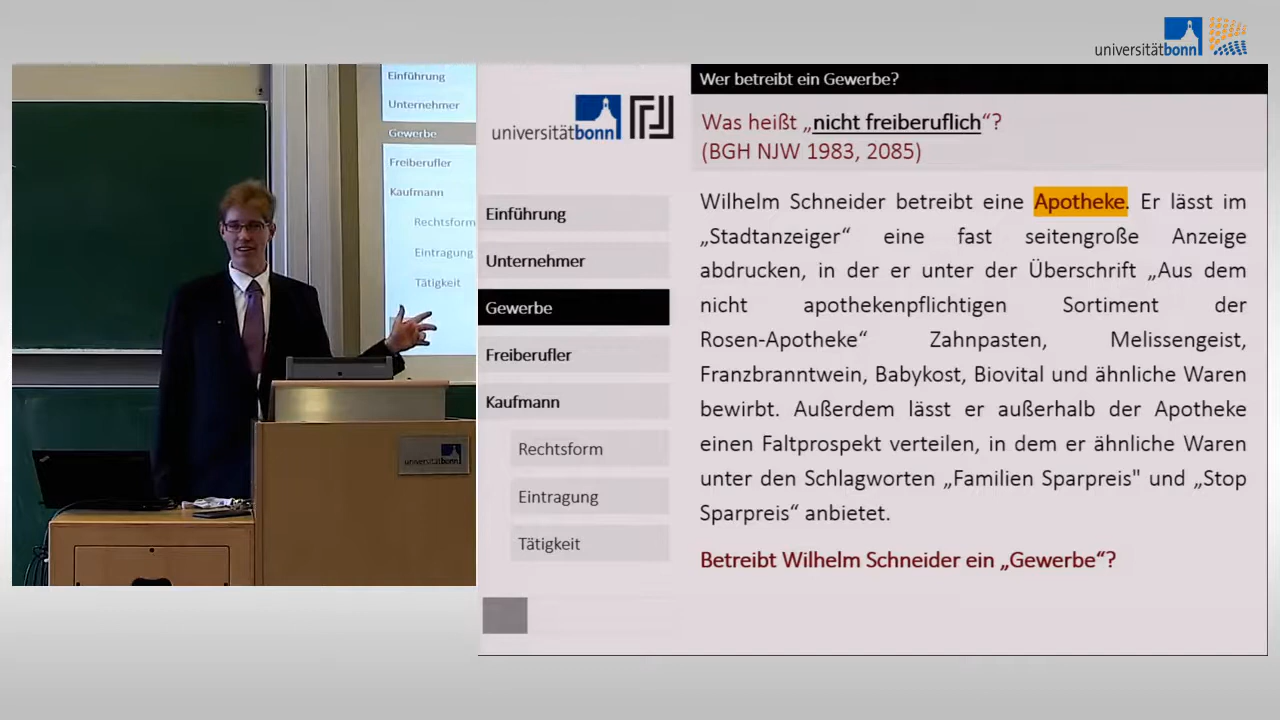 universitätbonn
Einführung
Unternehmer
Gewerbe
Freiberufler
Kaufmann
Rechtsform
Eintragung
Tätigkeit
universitätbonn
universitätbonn
Einführung
Unternehmer
Gewerbe
Freiberufler
Kaufmann
Rechtsform
Eintragung
Tätigkeit
Wer betreibt ein Gewerbe?
Was heißt „nicht freiberuflich“?
(BGH NJW 1983, 2085)
Wilhelm Schneider betreibt eine Apotheke. Er lässt im
„Stadtanzeiger“ eine fast seitengroße Anzeige
abdrucken, in der er unter der Überschrift „Aus dem
nicht apothekenpflichtigen Sortiment der
Rosen-Apotheke“ Zahnpasten, Melissengeist,
Franzbranntwein, Babykost, Biovital und ähnliche Waren
bewirbt. Außerdem lässt er außerhalb der Apotheke
einen Faltprospekt verteilen, in dem er ähnliche Waren
unter den Schlagworten „Familien Sparpreis" und „Stop
Sparpreis“ anbietet.
Betreibt Wilhelm Schneider ein „Gewerbe“?